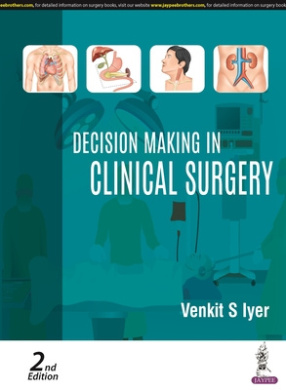 eebrothers.com, for detailed information on surgery books, visit our website www.jaypeebrothers.com, for detailed information on surgery book
DECISION MAKING IN
CLINICAL SURGERY
Venkit S Iyer
2nd
Edition
JAYPEE